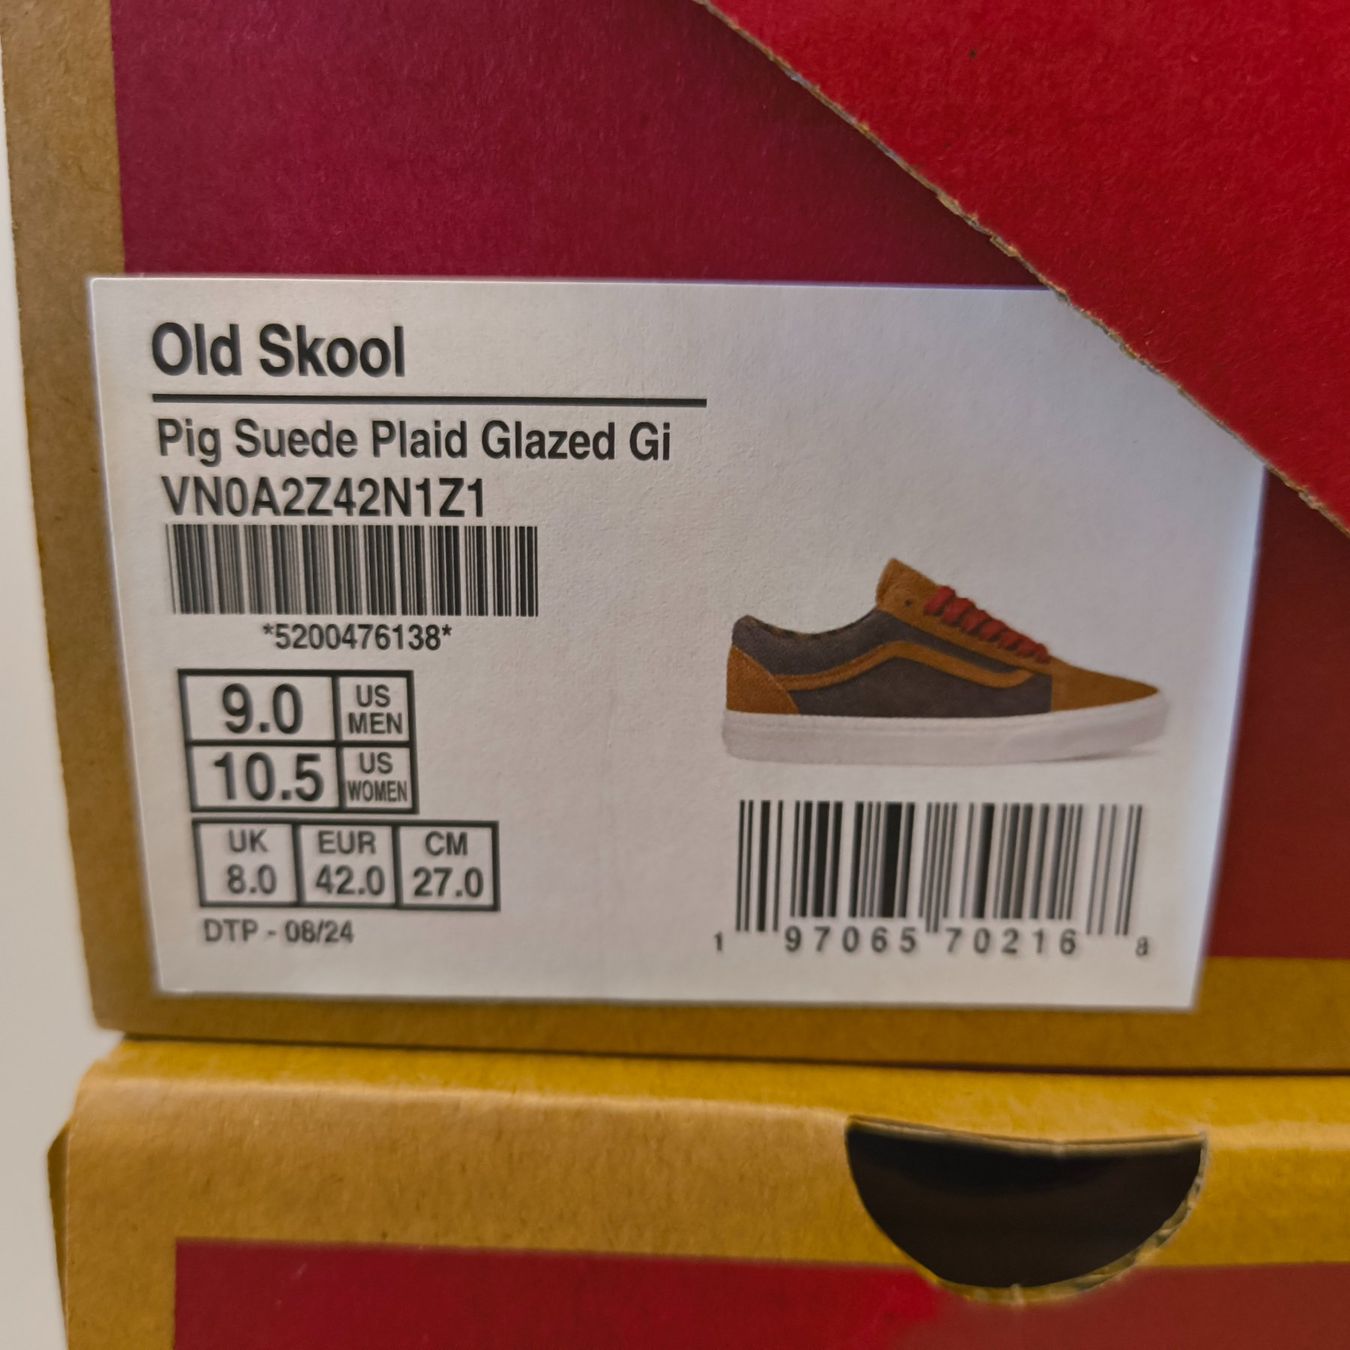 Old Skool
Pig Suede Plaid Glazed Gi
VN0A2Z42N1Z1
*5200476138*
9.0 US MEN
10.5 US WOMEN
UK EUR CM
8.0 42.0 27.0
DTP - 08/24
1 97065 70216 8